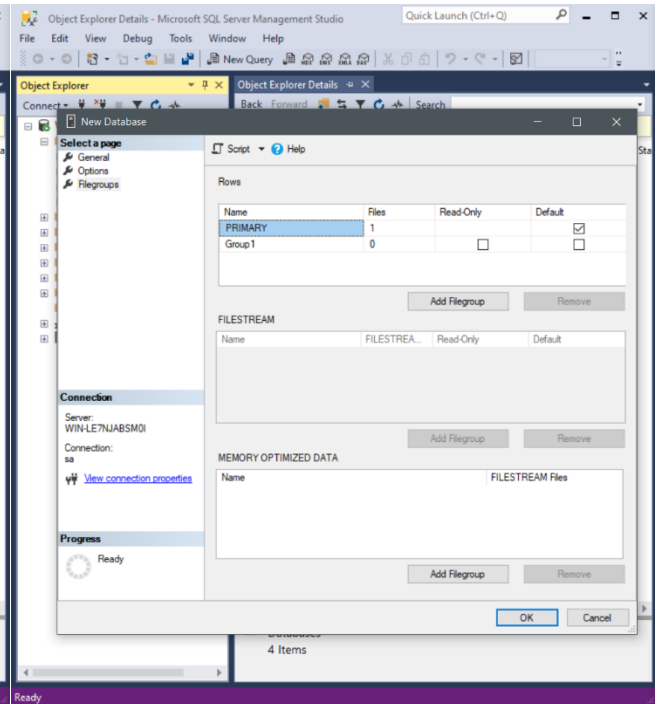 Object Explorer Details - Microsoft SQL Server Management Studio
Quick Launch (Ctrl+Q)
File Edit View Debug Tools Window Help
New Query
Object Explorer
Object Explorer Details
Connect
Back Forward Search
New Database
Select a page
General
Options
Filegroups
Script Help
Rows
Name Files Read-Only Default
PRIMARY 1
Group1 0
Add Filegroup Remove
FILESTREAM
Name FILESTREA... Read-Only Default
Add Filegroup Remove
MEMORY OPTIMIZED DATA
Name FILESTREAM Files
Add Filegroup Remove
Connection
Server:
WIN-LE7NJABSM0I
Connection:
sa
View connection properties
Progress
Ready
OK Cancel
4 Items
Ready